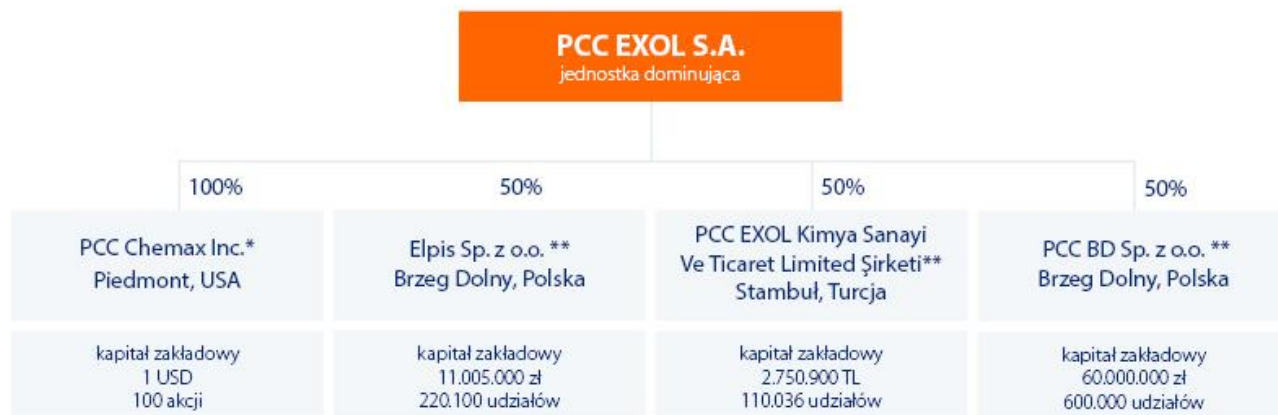 PCC EXOL S.A.
jednostka dominująca
100%
50%
50%
50%
PCC Chemax Inc.*
Piedmont, USA
Elpis Sp. z o.o. **
Brzeg Dolny, Polska
PCC EXOL Kimya Sanayi
Ve Ticaret Limited Şirketi**
Stambuł, Turcja
PCC BD Sp. z o.o. **
Brzeg Dolny, Polska
kapitał zakładowy
1 USD
100 akcji
kapitał zakładowy
11.005.000 zł
220.100 udziałów
kapitał zakładowy
2.750.900 TL
110.036 udziałów
kapitał zakładowy
60.000.000 zł
600.000 udziałów